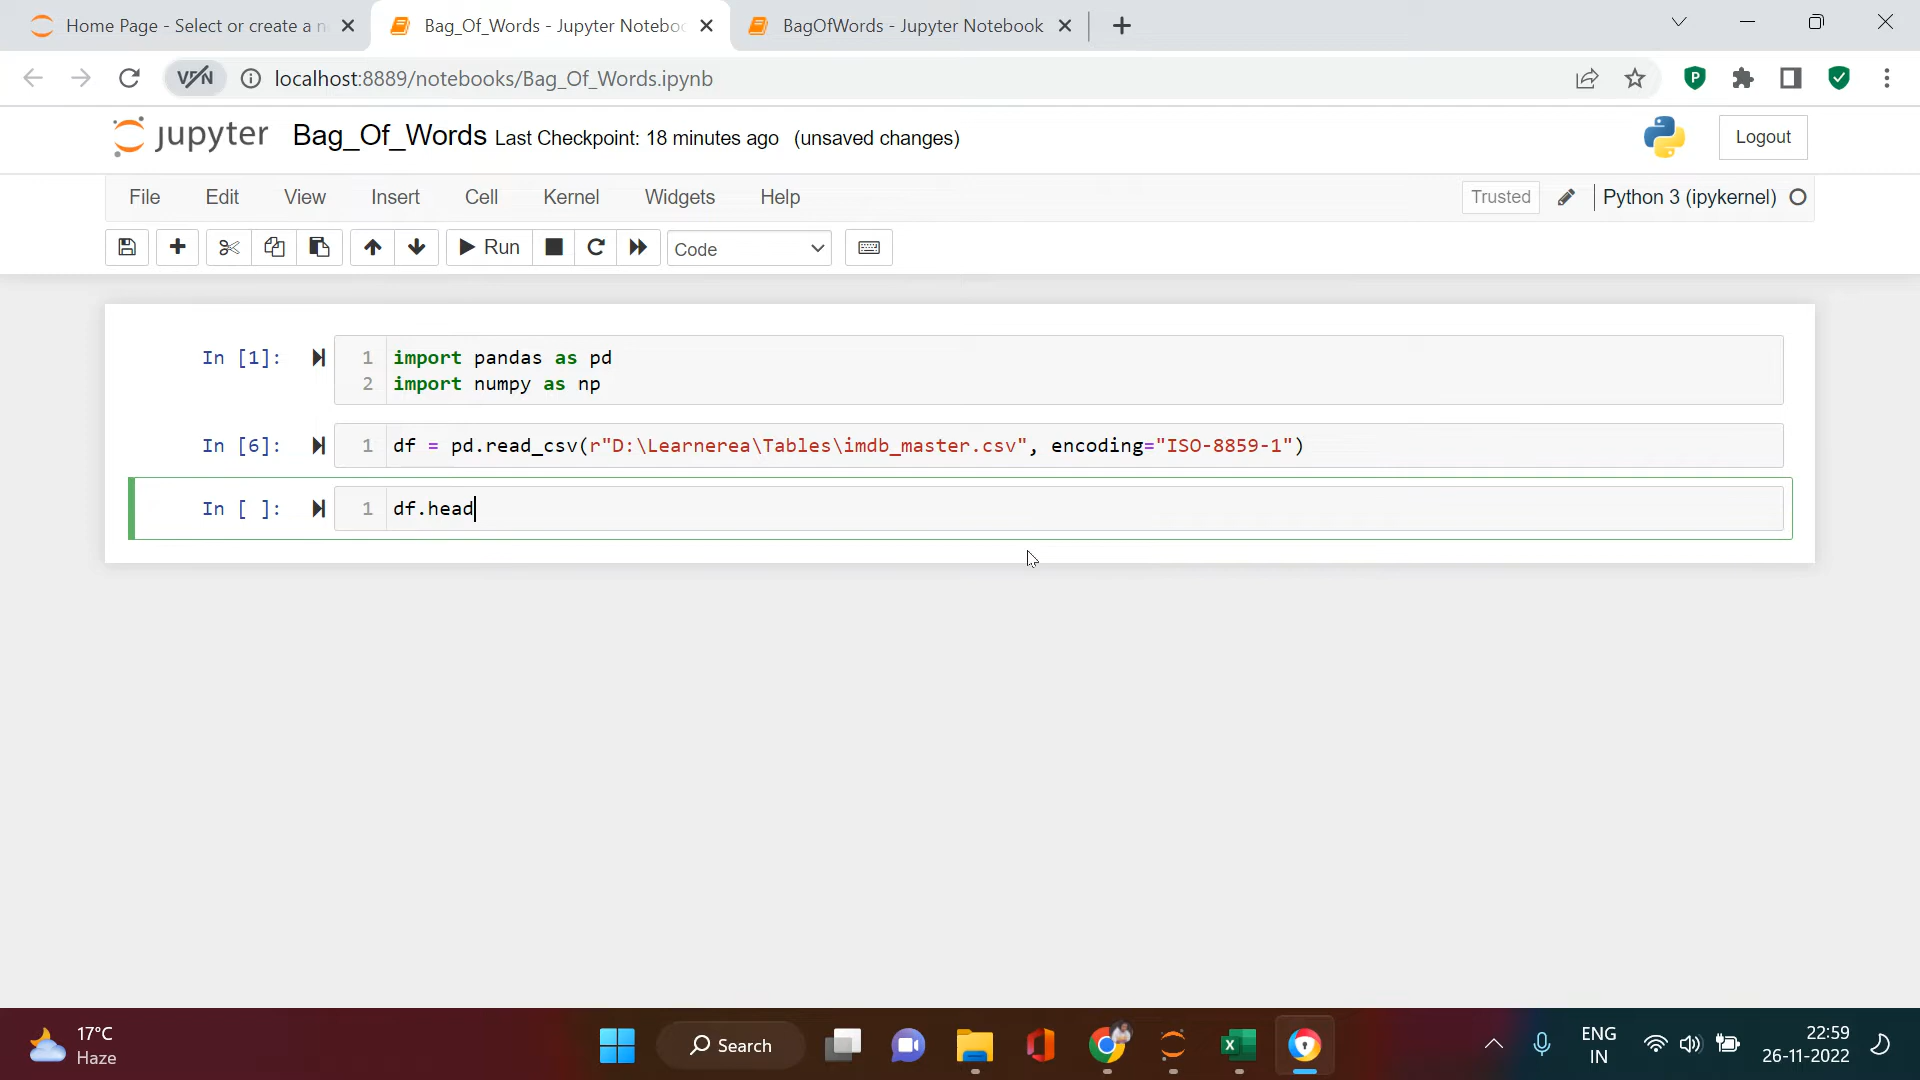 Home Page - Select or create a n
Bag_Of_Words - Jupyter Noteboo
BagOfWords - Jupyter Notebook
VPN
localhost:8889/notebooks/Bag_Of_Words.ipynb
jupyter
Bag_Of_Words Last Checkpoint: 18 minutes ago (unsaved changes)
Logout
File Edit View Insert Cell Kernel Widgets Help
Trusted
Python 3 (ipykernel)
Run
Code
In [1]:
1 import pandas as pd
2 import numpy as np
In [6]:
1 df = pd.read_csv(r"D:\Learnerea\Tables\imdb_master.csv", encoding="ISO-8859-1")
In [ ]:
1 df.head
17°C
Haze
Search
ENG
IN
22:59
26-11-2022